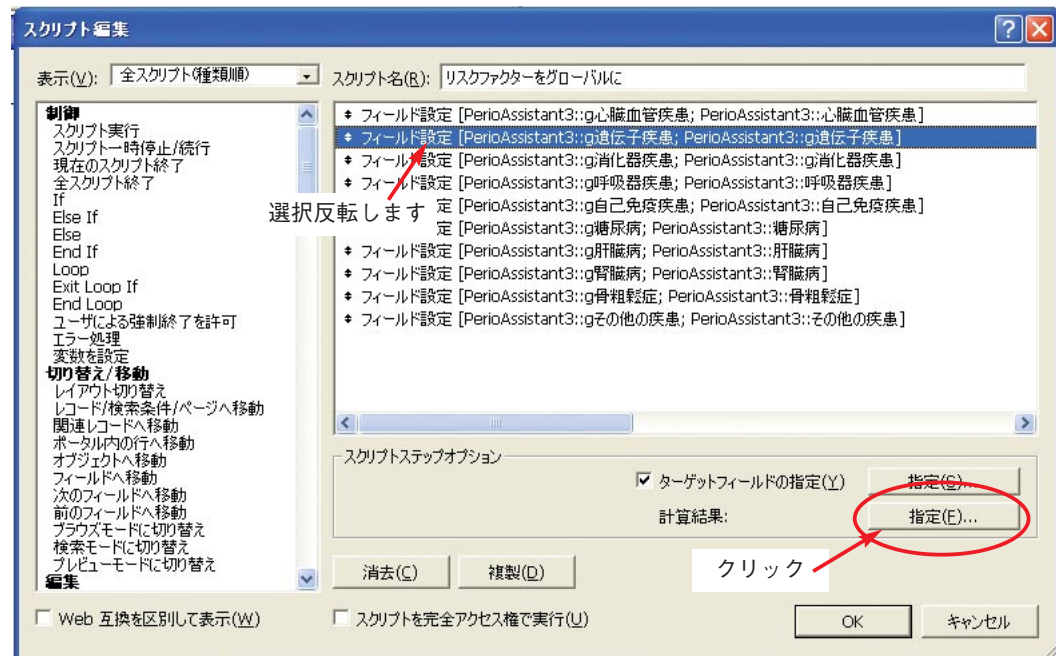 スクリプト編集
表示(V): 全スクリプト(種類順)
スクリプト名(R): リスクファクターをグローバルに
制御
スクリプト実行
スクリプト一時停止/続行
現在のスクリプト終了
全スクリプト終了
If
Else If
Else
End If
Loop
Exit Loop If
End Loop
ユーザによる強制終了を許可
エラー処理
変数を設定
切り替え/移動
レイアウト切り替え
レコード/検索条件/ページへ移動
関連レコードへ移動
ポータル内の行へ移動
オブジェクトへ移動
フィールドへ移動
次のフィールドへ移動
前のフィールドへ移動
ブラウズモードに切り替え
検索モードに切り替え
プレビューモードに切り替え
編集
フィールド設定 [PerioAssistant3::g心臓血管疾患; PerioAssistant3::心臓血管疾患]
フィールド設定 [PerioAssistant3::g遺伝子疾患; PerioAssistant3::g遺伝子疾患]
フィールド設定 [PerioAssistant3::g消化器疾患; PerioAssistant3::g消化器疾患]
フィールド設定 [PerioAssistant3::g呼吸器疾患; PerioAssistant3::呼吸器疾患]
定 [PerioAssistant3::g自己免疫疾患; PerioAssistant3::自己免疫疾患]
定 [PerioAssistant3::g糖尿病; PerioAssistant3::糖尿病]
フィールド設定 [PerioAssistant3::g肝臓病; PerioAssistant3::肝臓病]
フィールド設定 [PerioAssistant3::g腎臓病; PerioAssistant3::腎臓病]
フィールド設定 [PerioAssistant3::g骨粗鬆症; PerioAssistant3::骨粗鬆症]
フィールド設定 [PerioAssistant3::gその他の疾患; PerioAssistant3::その他の疾患]
選択反転します
スクリプトステップオプション
ターゲットフィールドの指定(Y) 指定(S)...
計算結果: 指定(F)...
クリック
消去(C) 複製(D)
Web 互換を区別して表示(W)
スクリプトを完全アクセス権で実行(U)
OK キャンセル